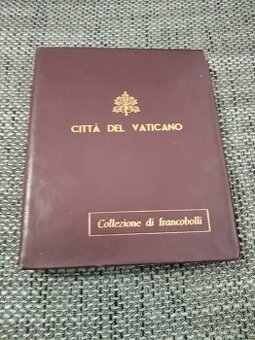 CITTÀ DEL VATICANO
Collezione di francobolli